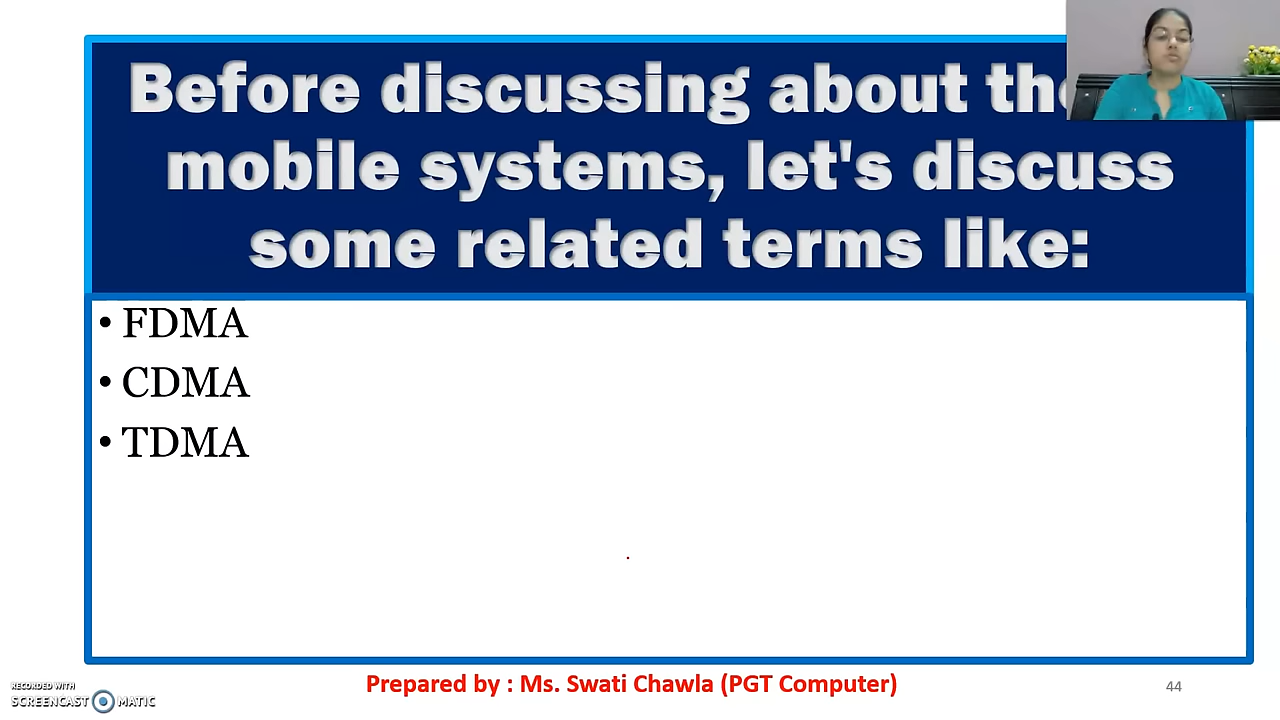 Before discussing about
mobile systems, let's discuss
some related terms like:
• FDMA
• CDMA
• TDMA
Prepared by : Ms. Swati Chawla (PGT Computer)
44
RECORDED WITH
SCREENCAST MATIC